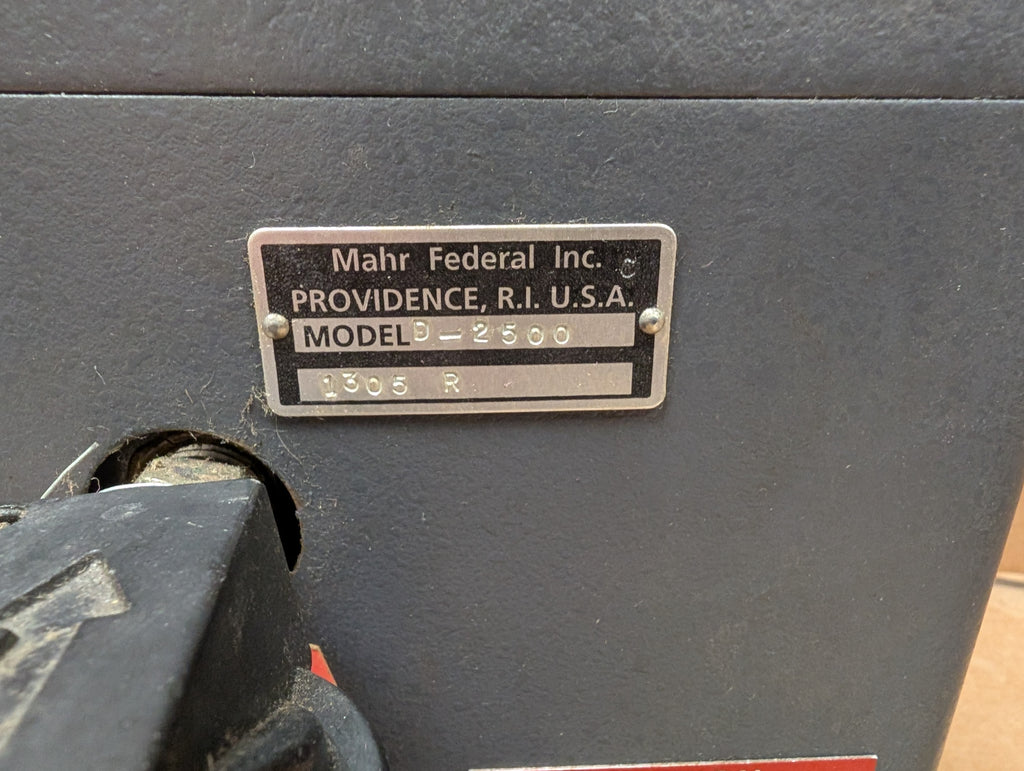 Mahr Federal Inc. C
PROVIDENCE, R.I. U.S.A.
MODEL D-2500
1305 R